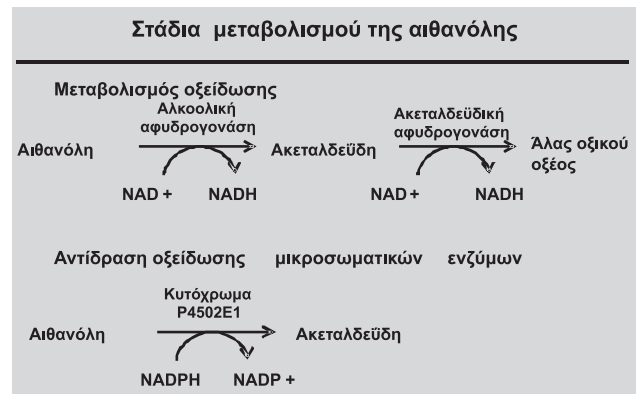 Στάδια μεταβολισμού της αιθανόλης
Μεταβολισμός οξείδωσης
Αλκοολική
αφυδρογονάση
Ακεταλδεϋδική
αφυδρογονάση
Αιθανόλη
Ακεταλδεΰδη
Άλας οξικού
οξέος
NAD +
NADH
NAD+
NADH
Αντίδραση οξείδωσης μικροσωματικών ενζύμων
Κυτόχρωμα
P4502E1
Αιθανόλη
Ακεταλδεΰδη
NADPH
NADP +